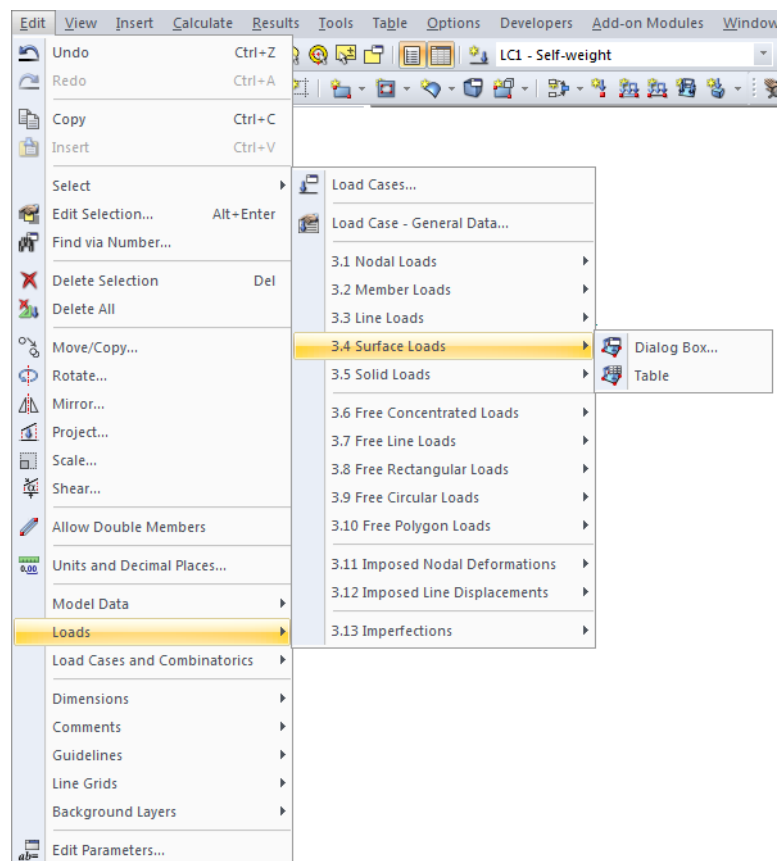 Edit View Insert Calculate Results Tools Table Options Developers Add-on Modules Window
LC1 - Self-weight
Undo Ctrl+Z
Redo Ctrl+A
Copy Ctrl+C
Insert Ctrl+V
Select
Edit Selection... Alt+Enter
Find via Number...
Delete Selection Del
Delete All
Move/Copy...
Rotate...
Mirror...
Project...
Scale...
Shear...
Allow Double Members
0.00 Units and Decimal Places...
Model Data
Loads
Load Cases and Combinatorics
Dimensions
Comments
Guidelines
Line Grids
Background Layers
ab= Edit Parameters...
Load Cases...
Load Case - General Data...
3.1 Nodal Loads
3.2 Member Loads
3.3 Line Loads
3.4 Surface Loads
3.5 Solid Loads
3.6 Free Concentrated Loads
3.7 Free Line Loads
3.8 Free Rectangular Loads
3.9 Free Circular Loads
3.10 Free Polygon Loads
3.11 Imposed Nodal Deformations
3.12 Imposed Line Displacements
3.13 Imperfections
Dialog Box...
Table